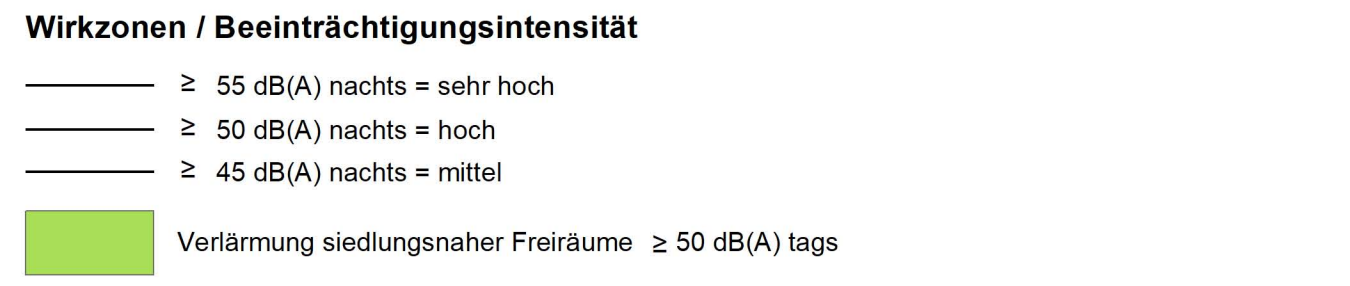 Wirkzonen / Beeinträchtigungsintensität
≥ 55 dB(A) nachts = sehr hoch
≥ 50 dB(A) nachts = hoch
≥ 45 dB(A) nachts = mittel
Verlärmung siedlungsnaher Freiräume ≥ 50 dB(A) tags